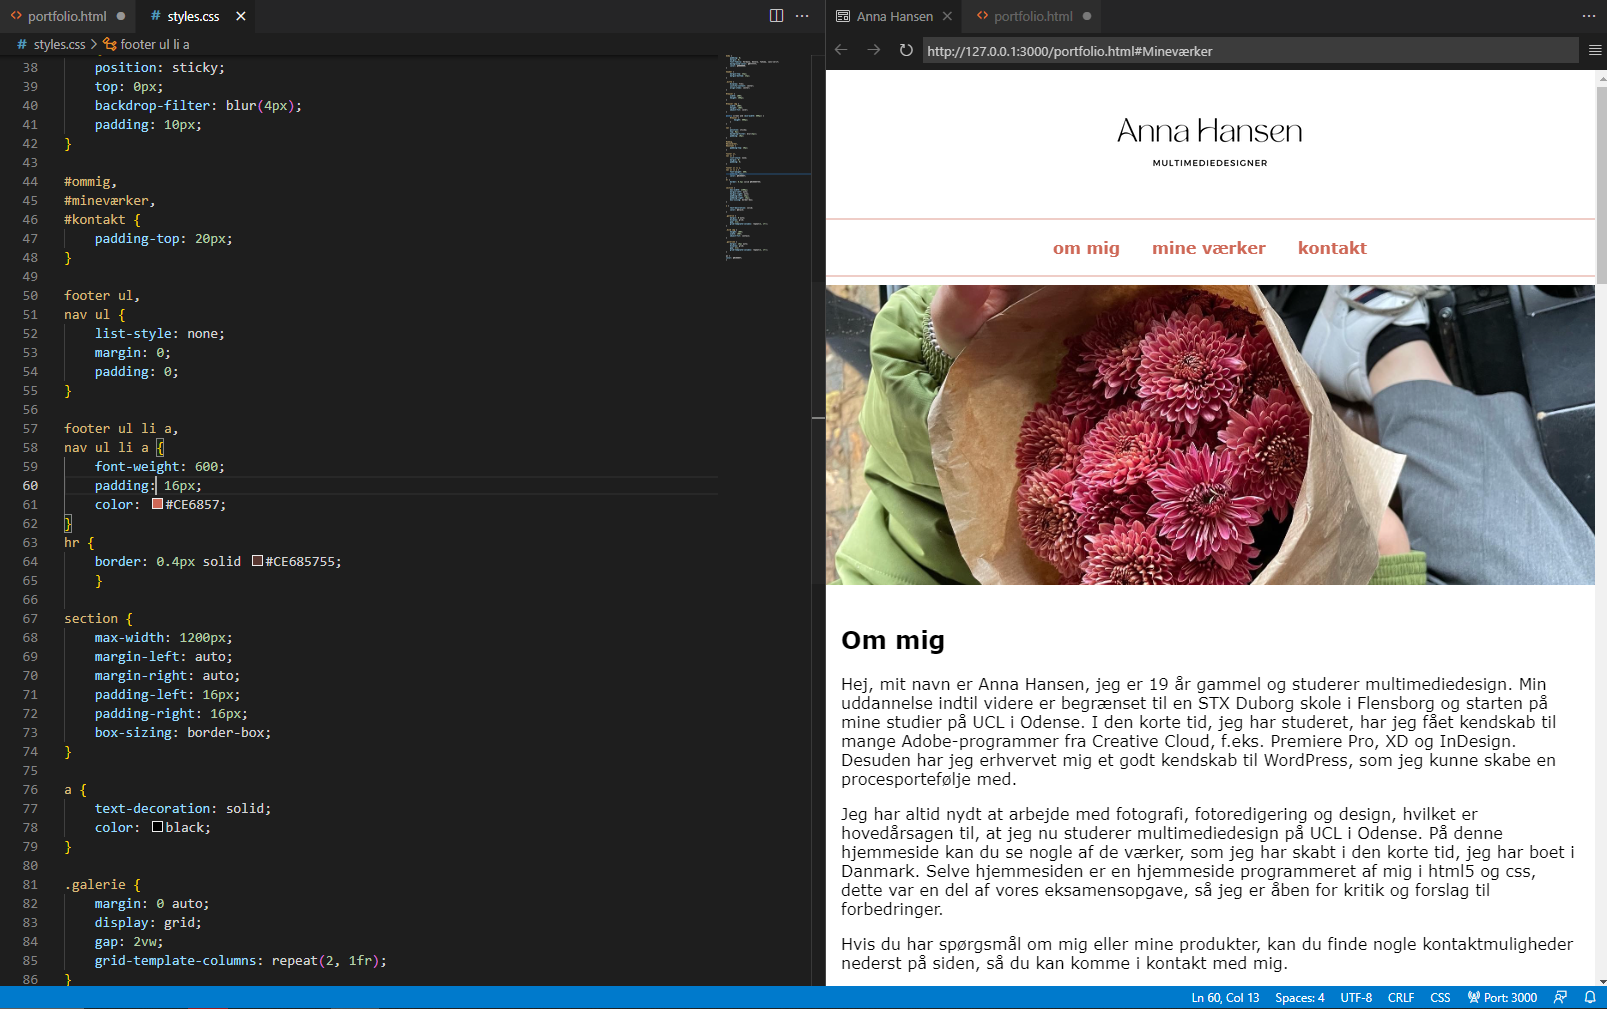 portfolio.html
# styles.css
# styles.css > footer ul li a
38 position: sticky;
39 top: 0px;
40 backdrop-filter: blur(4px);
41 padding: 10px;
42 }
43
44 #ommig,
45 #mineværker,
46 #kontakt {
47 padding-top: 20px;
48 }
49
50 footer ul,
51 nav ul {
52 list-style: none;
53 margin: 0;
54 padding: 0;
55 }
56
57 footer ul li a,
58 nav ul li a {
59 font-weight: 600;
60 padding: 16px;
61 color: #CE6857;
62 }
63 hr {
64 border: 0.4px solid #CE685755;
65 }
66
67 section {
68 max-width: 1200px;
69 margin-left: auto;
70 margin-right: auto;
71 padding-left: 16px;
72 padding-right: 16px;
73 box-sizing: border-box;
74 }
75
76 a {
77 text-decoration: solid;
78 color: black;
79 }
80
81 .galerie {
82 margin: 0 auto;
83 display: grid;
84 gap: 2vw;
85 grid-template-columns: repeat(2, 1fr);
86 }
Anna Hansen
portfolio.html
http://127.0.0.1:3000/portfolio.html#Mineværker
Anna Hansen
MULTIMEDIEDESIGNER
om mig mine værker kontakt
Om mig
Hej, mit navn er Anna Hansen, jeg er 19 år gammel og studerer multimediedesign. Min
uddannelse indtil videre er begrænset til en STX Duborg skole i Flensborg og starten på
mine studier på UCL i Odense. I den korte tid, jeg har studeret, har jeg fået kendskab til
mange Adobe-programmer fra Creative Cloud, f.eks. Premiere Pro, XD og InDesign.
Desuden har jeg erhvervet mig et godt kendskab til WordPress, som jeg kunne skabe en
procesportefølje med.
Jeg har altid nydt at arbejde med fotografi, fotoredigering og design, hvilket er
hovedårsagen til, at jeg nu studerer multimediedesign på UCL i Odense. På denne
hjemmeside kan du se nogle af de værker, som jeg har skabt i den korte tid, jeg har boet i
Danmark. Selve hjemmesiden er en hjemmeside programmeret af mig i html5 og css,
dette var en del af vores eksamensopgave, så jeg er åben for kritik og forslag til
forbedringer.
Hvis du har spørgsmål om mig eller mine produkter, kan du finde nogle kontaktmuligheder
nederst på siden, så du kan komme i kontakt med mig.
Ln 60, Col 13 Spaces: 4 UTF-8 CRLF CSS Port: 3000